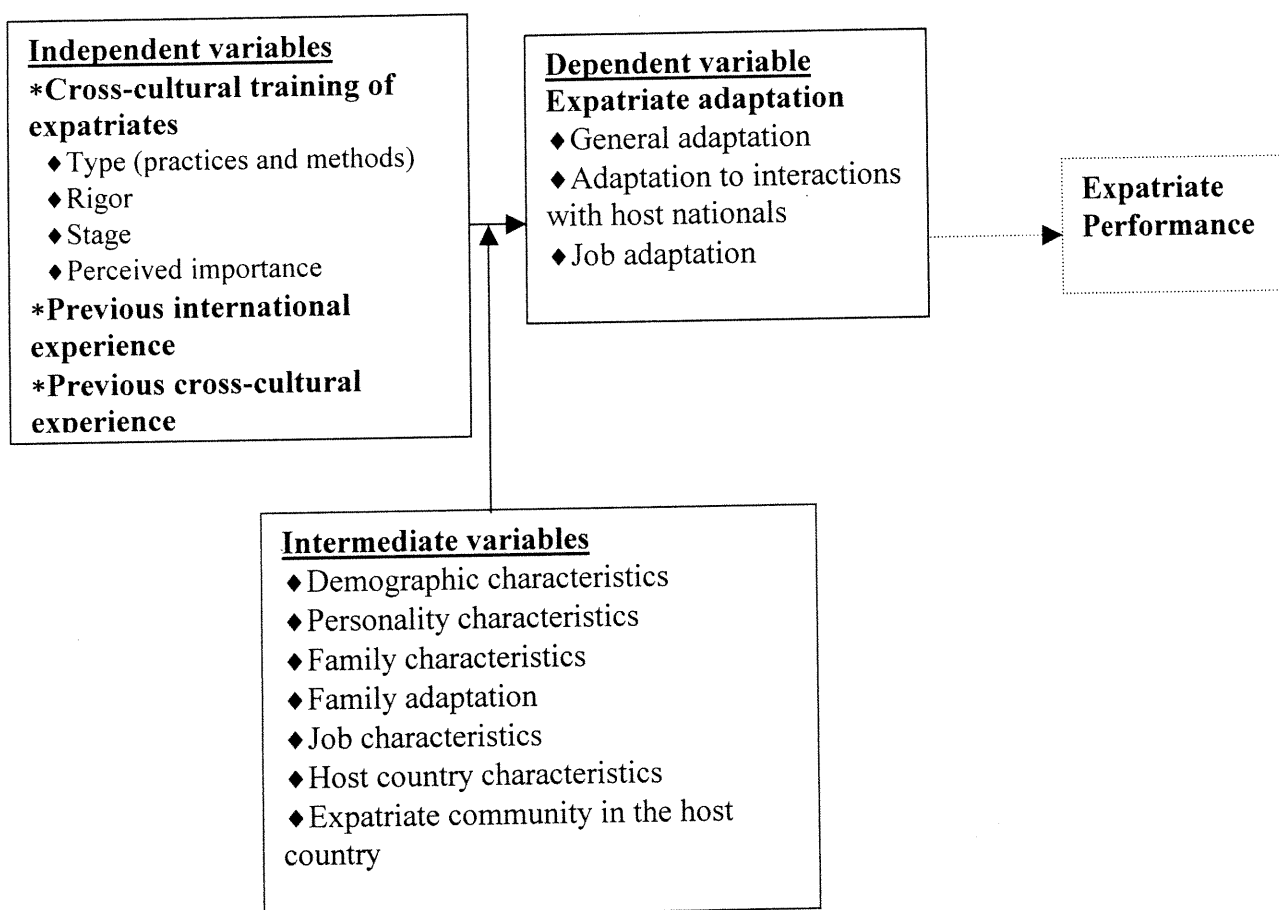 Independent variables
*Cross-cultural training of
expatriates
♦Type (practices and methods)
♦Rigor
♦Stage
♦Perceived importance
*Previous international
experience
*Previous cross-cultural
experience
Dependent variable
Expatriate adaptation
♦General adaptation
♦Adaptation to interactions
with host nationals
♦Job adaptation
Expatriate
Performance
Intermediate variables
♦Demographic characteristics
♦Personality characteristics
♦Family characteristics
♦Family adaptation
♦Job characteristics
♦Host country characteristics
♦Expatriate community in the host
country